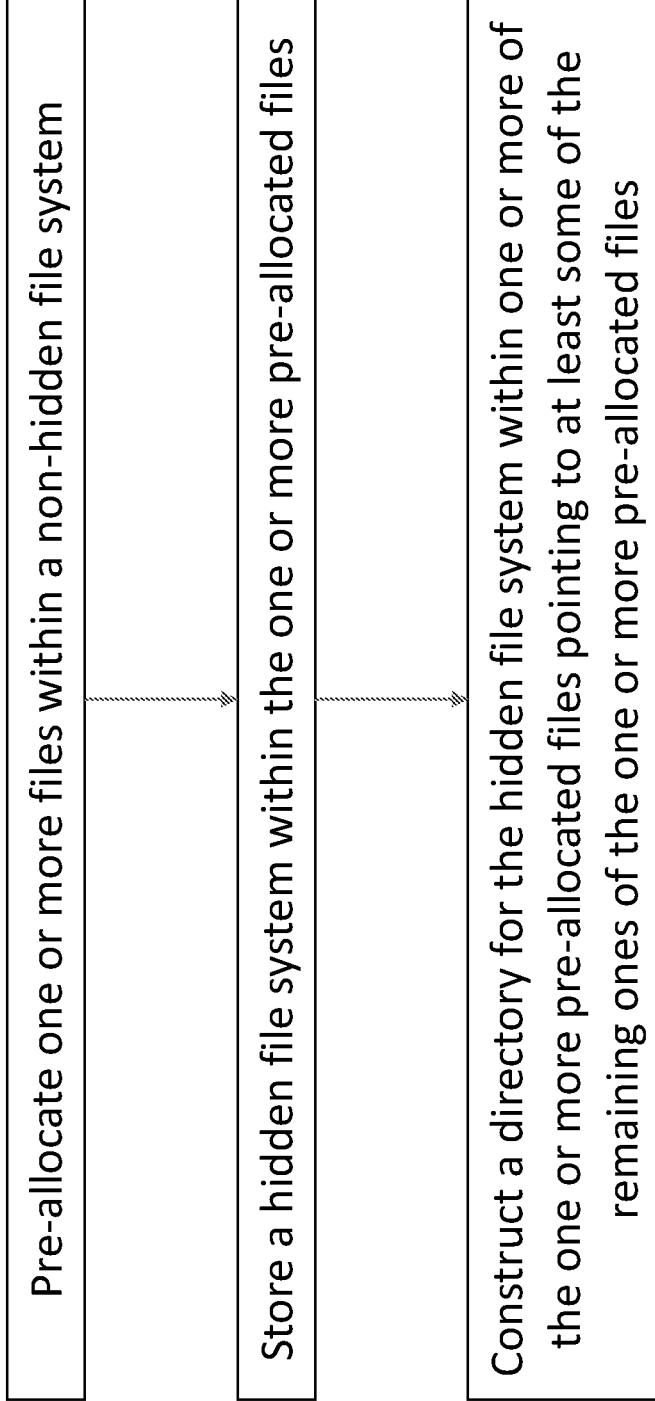 Pre-allocate one or more files within a non-hidden file system
Store a hidden file system within the one or more pre-allocated files
Construct a directory for the hidden file system within one or more of
the one or more pre-allocated files pointing to at least some of the
remaining ones of the one or more pre-allocated files